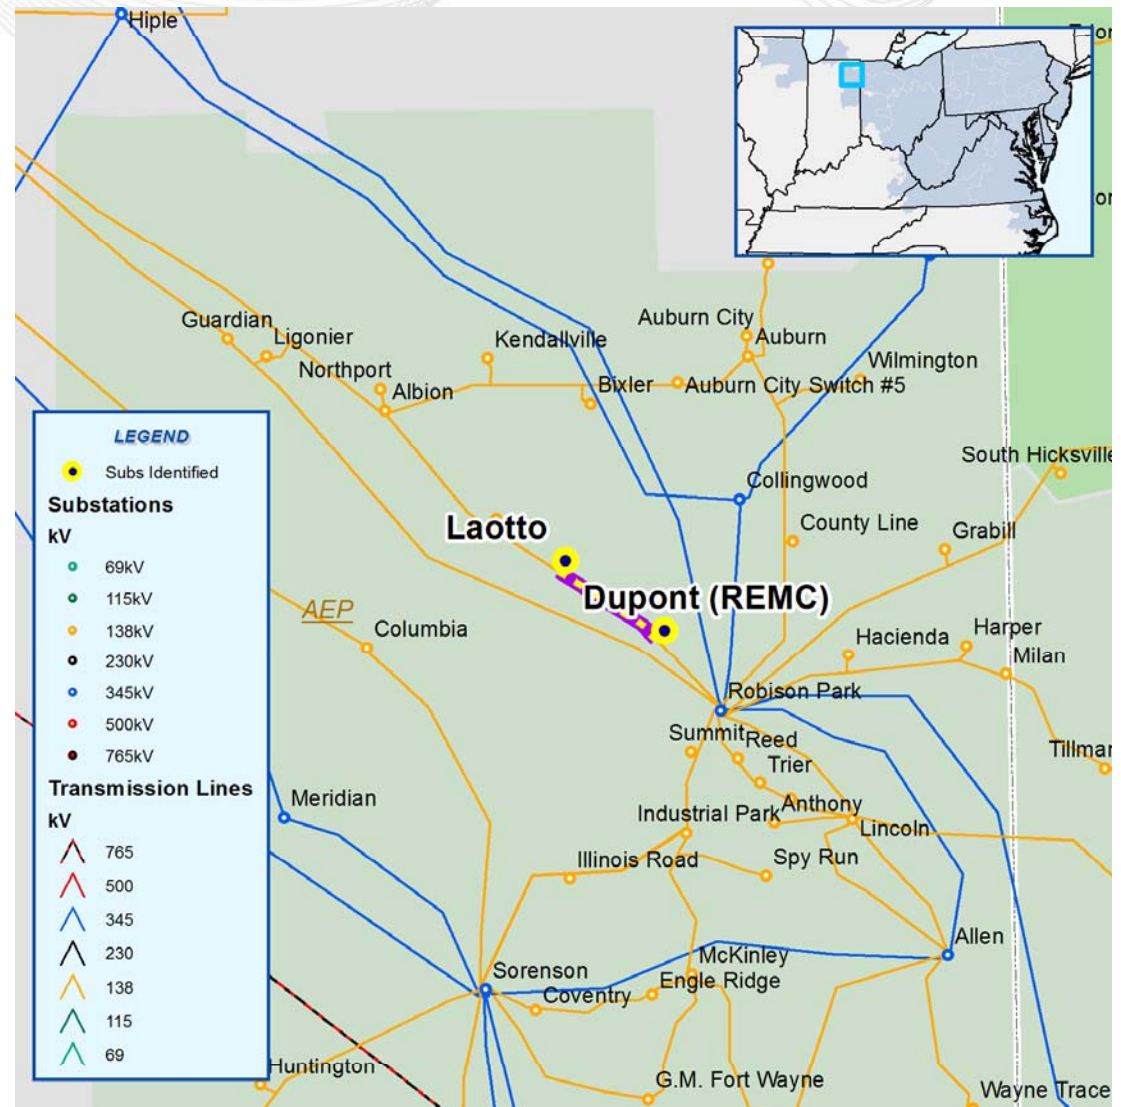 Hiple
Guardian
Ligonier
Northport
Albion
Kendallville
Bixler
Auburn City
Auburn
Auburn City Switch #5
Wilmington
Collingwood
South Hicksville
County Line
Grabill
Laotto
Dupont (REMC)
AEP
Columbia
Hacienda
Harper
Milan
Robison Park
Summit
Reed
Trier
Anthony
Industrial Park
Lincoln
Illinois Road
Spy Run
Meridian
Allen
McKinley
Sorenson
Engle Ridge
Coventry
Huntington
G.M. Fort Wayne
Wayne Trace
LEGEND
Subs Identified
Substations
kV
69kV
115kV
138kV
230kV
345kV
500kV
765kV
Transmission Lines
kV
765
500
345
230
138
115
69